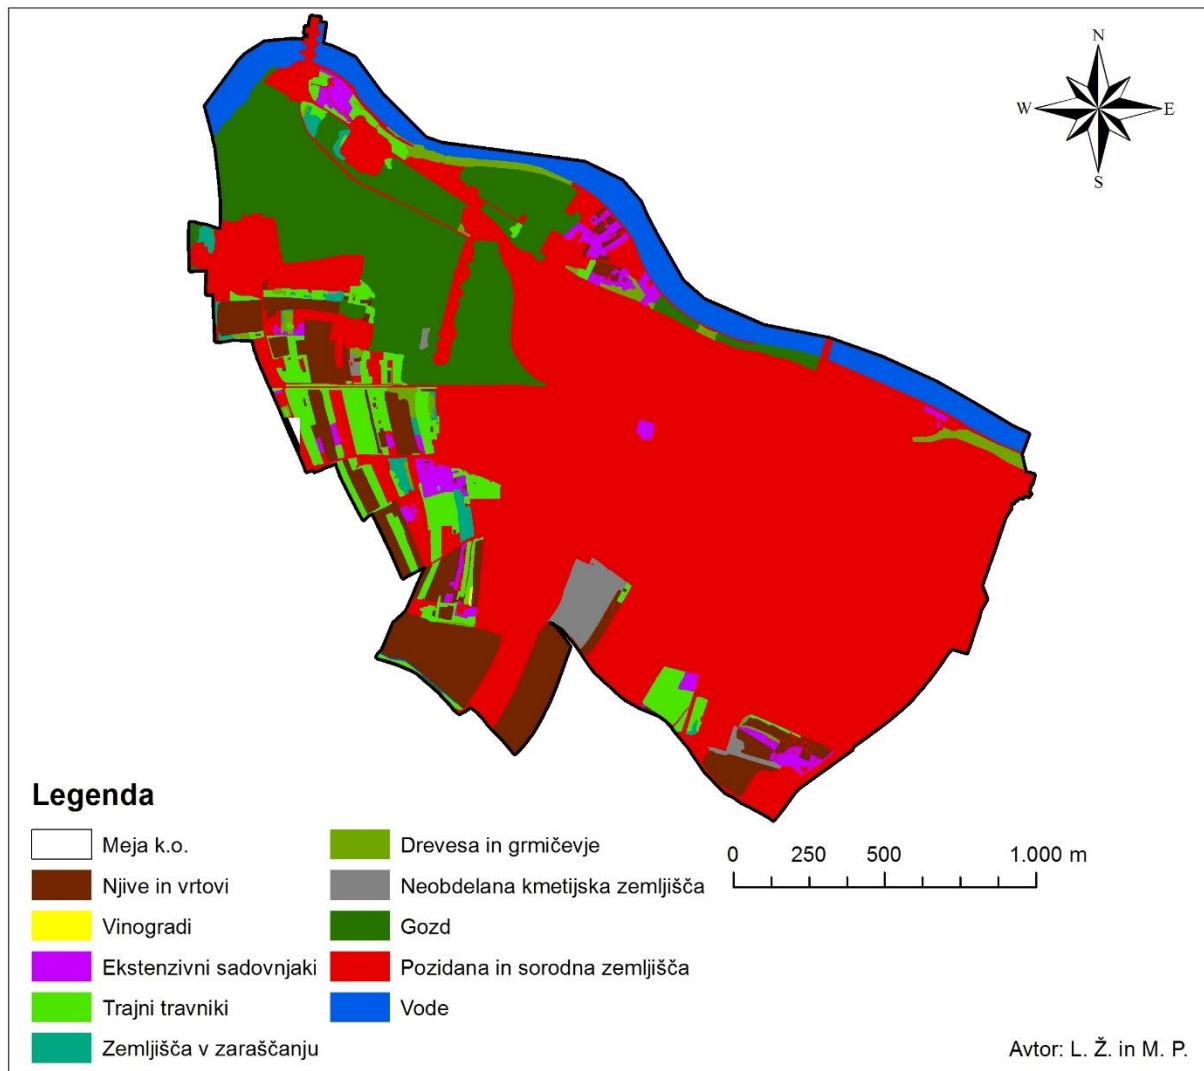 N
W E
S
Legenda
Meja k.o.
Njive in vrtovi
Vinogradi
Ekstenzivni sadovnjaki
Trajni travniki
Zemljišča v zaraščanju
Drevesa in grmičevje
Neobdelana kmetijska zemljišča
Gozd
Pozidana in sorodna zemljišča
Vode
0 250 500 1.000 m
Avtor: L. Ž. in M. P.